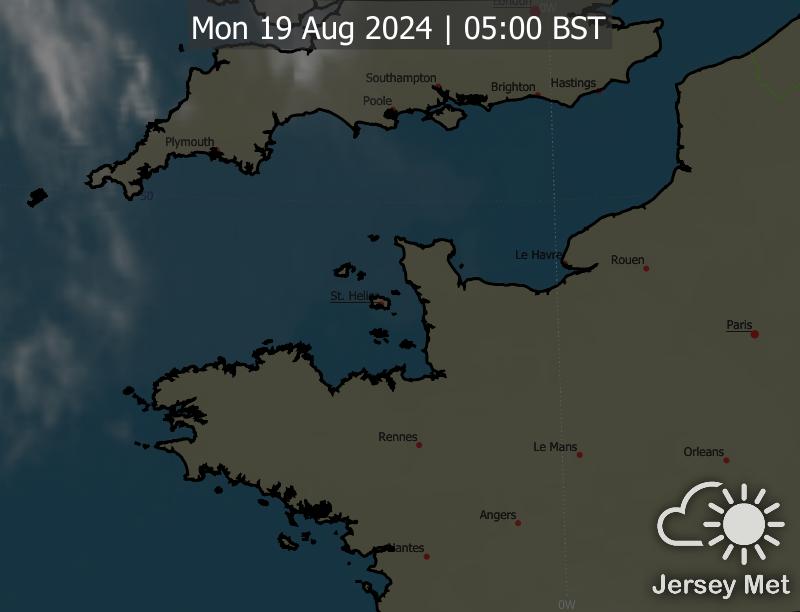 London
0W
Mon 19 Aug 2024 | 05:00 BST
Southampton
Brighton
Hastings
Poole
Plymouth
50
Le Havre
Rouen
St. Helier
Paris
Rennes
Le Mans
Orleans
Angers
Nantes
Jersey Met
0W